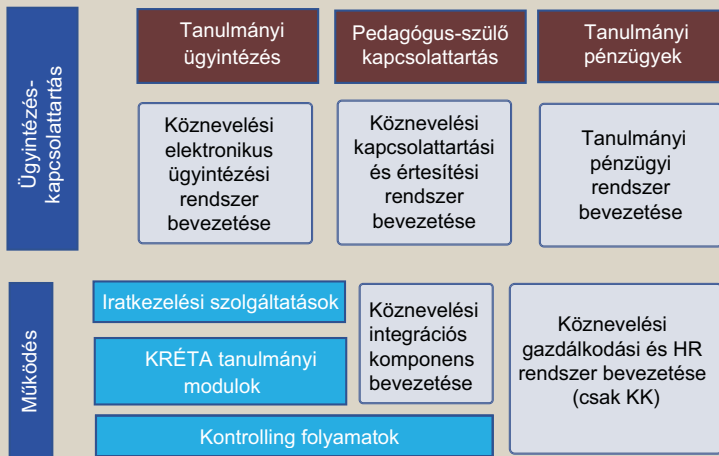 Ügyintézés-
kapcsolattartás
Tanulmányi
ügyintézés
Pedagógus-szülő
kapcsolattartás
Tanulmányi
pénzügyek
Köznevelési
elektronikus
ügyintézési
rendszer
bevezetése
Köznevelési
kapcsolattartási
és értesítési
rendszer
bevezetése
Tanulmányi
pénzügyi
rendszer
bevezetése
Működés
Iratkezelési szolgáltatások
KRÉTA tanulmányi
modulok
Kontrolling folyamatok
Köznevelési
integrációs
komponens
bevezetése
Köznevelési
gazdálkodási és HR
rendszer bevezetése
(csak KK)